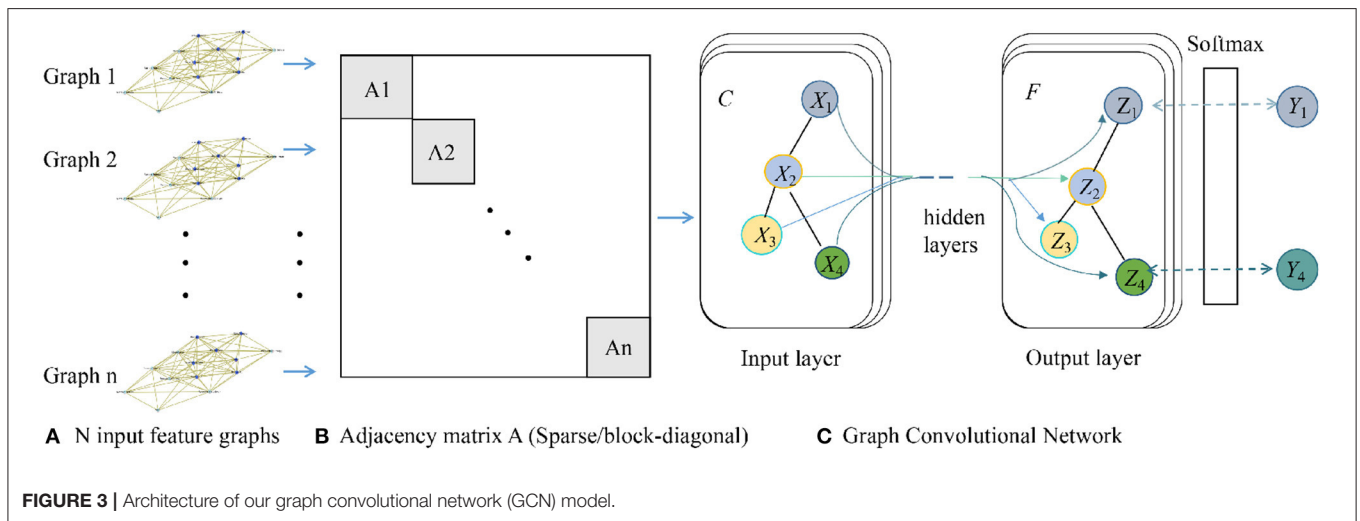 Graph 1
Graph 2
Graph n
A1
A2
An
C
X1
X2
X3
X4
Input layer
hidden
layers
F
Z1
Z2
Z3
Z4
Output layer
Softmax
Y1
Y4
A N input feature graphs
B Adjacency matrix A (Sparse/block-diagonal)
C Graph Convolutional Network
FIGURE 3 | Architecture of our graph convolutional network (GCN) model.